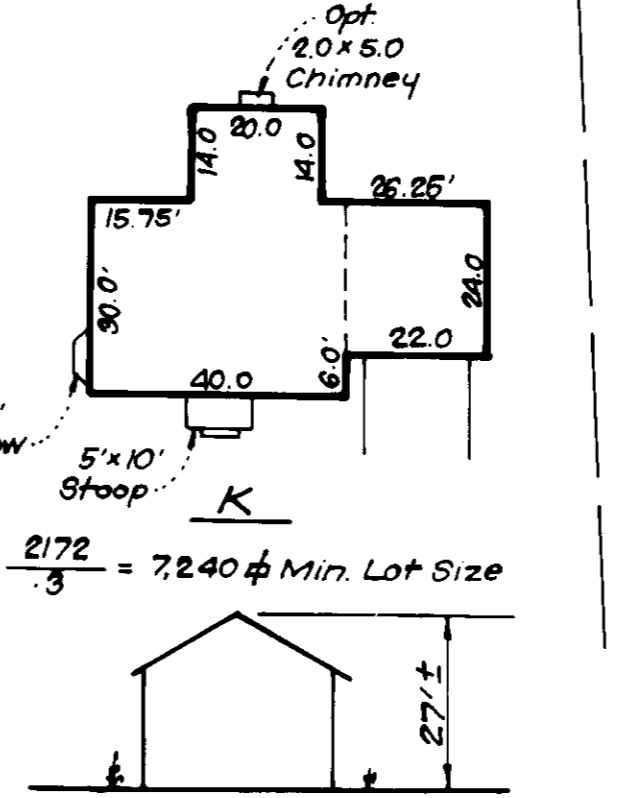 Opt.
2.0 x 5.0
Chimney
20.0
14.0
14.0
26.25'
15.75'
30.0'
24.0
22.0
40.0
6.0'
5' x 10'
Stoop
K
2172
.3
= 7,240 ⌀ Min. Lot Size
27' ±